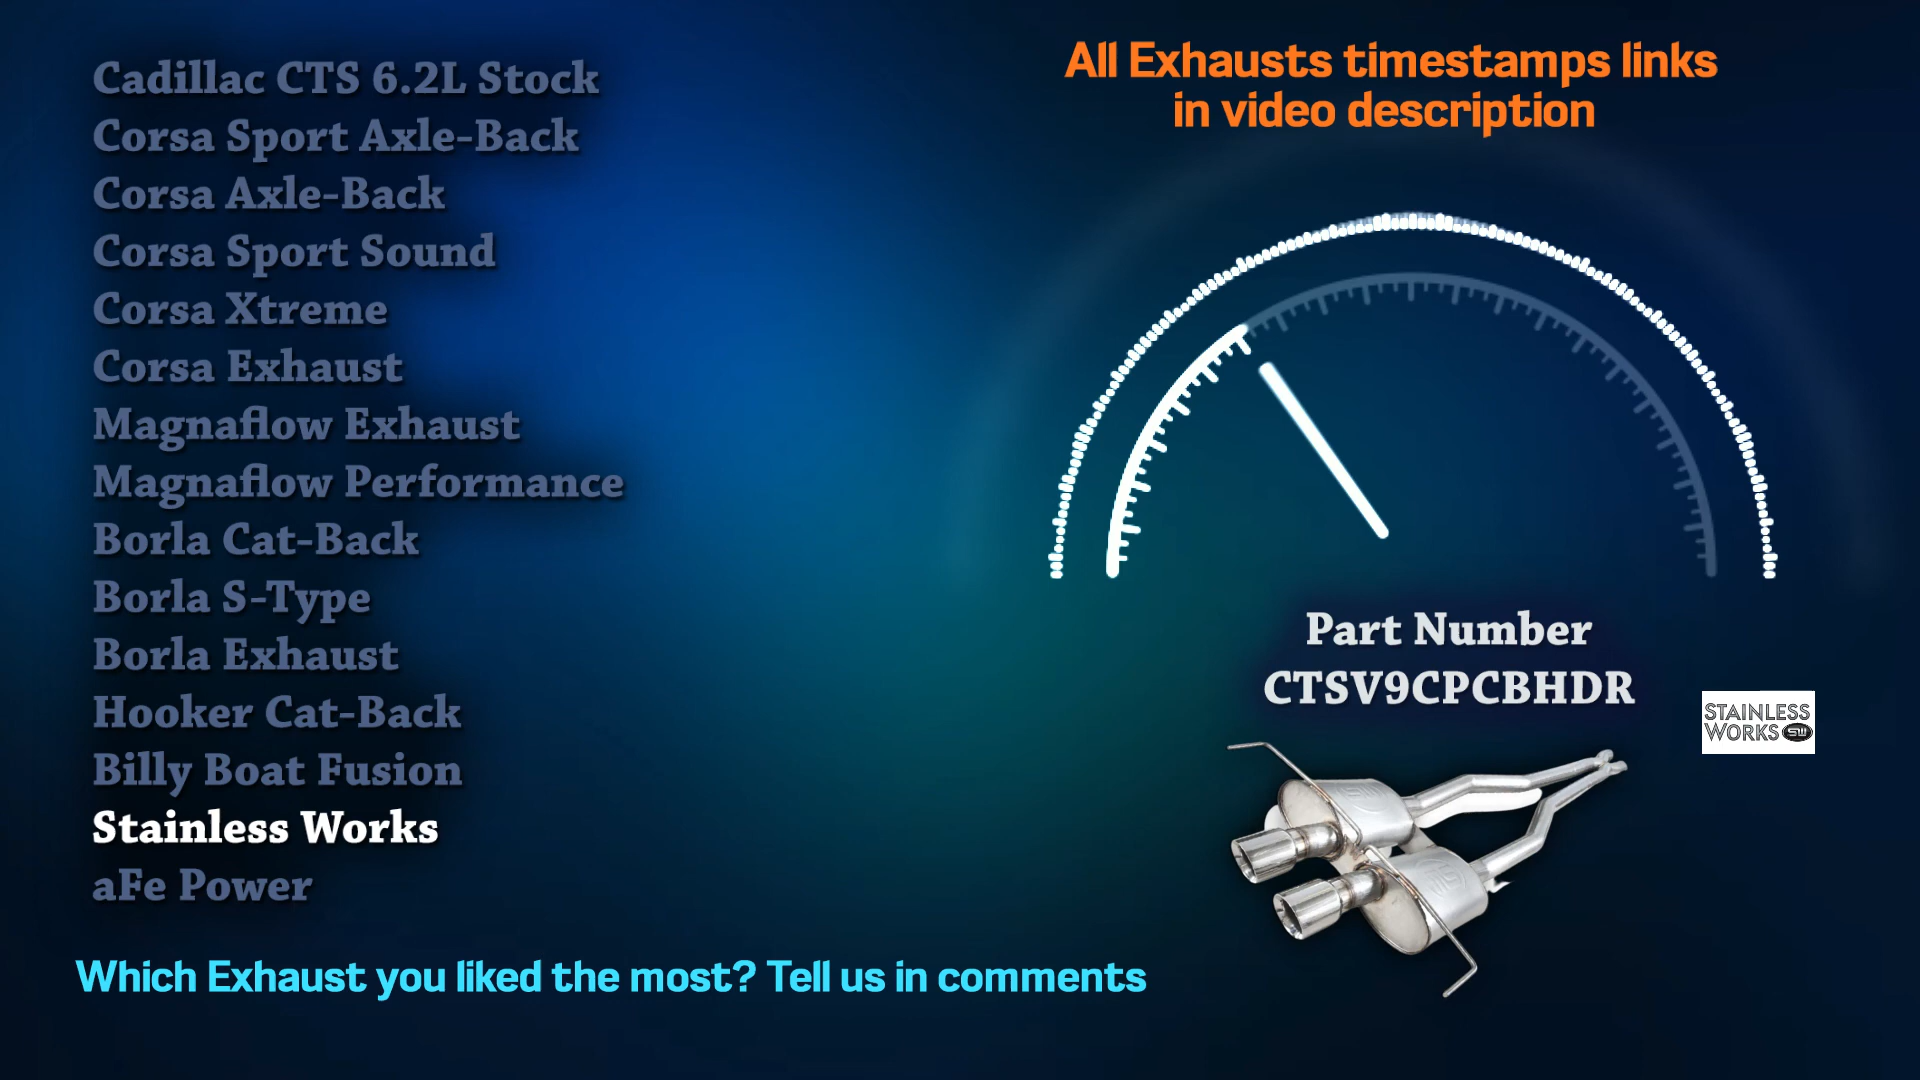 Cadillac CTS 6.2L Stock
Corsa Sport Axle-Back
Corsa Axle-Back
Corsa Sport Sound
Corsa Xtreme
Corsa Exhaust
Magnaflow Exhaust
Magnaflow Performance
Borla Cat-Back
Borla S-Type
Borla Exhaust
Hooker Cat-Back
Billy Boat Fusion
Stainless Works
aFe Power
Which Exhaust you liked the most? Tell us in comments
All Exhausts timestamps links
in video description
Part Number
CTSV9CPCBHDR
STAINLESS
WORKS SW